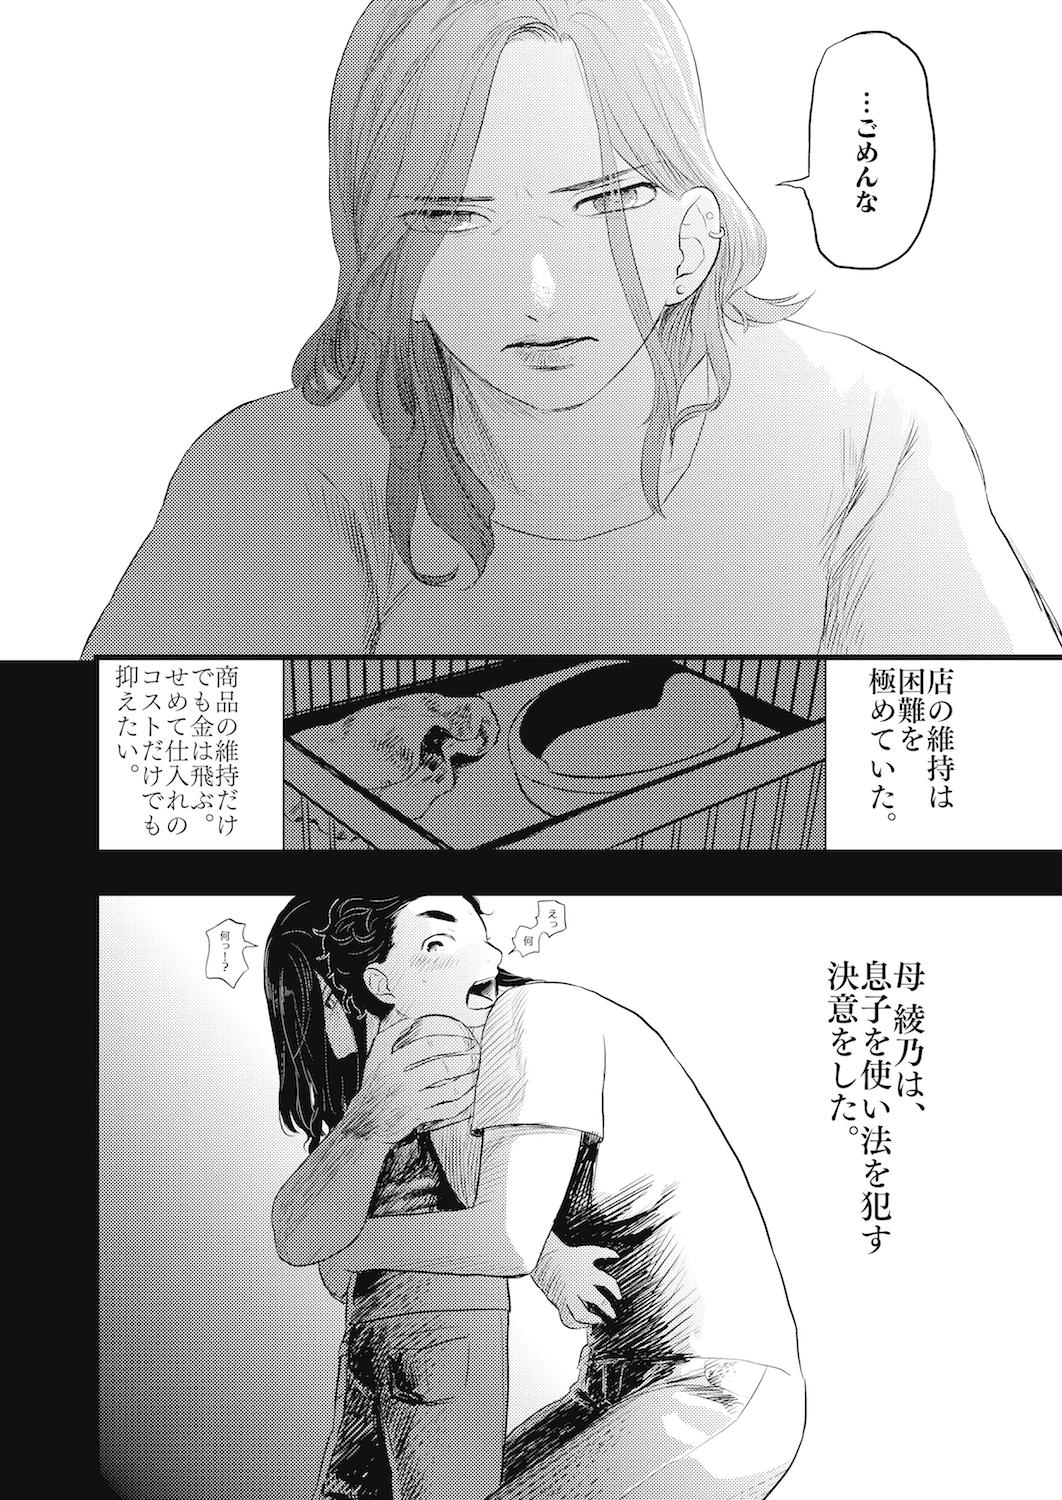 …ごめんな
店の維持は
困難を
極めていた。
商品の維持だけ
でも金は飛ぶ。
せめて仕入れの
コストだけでも
抑えたい。
えっ
何
何っ!?
母 綾乃は、
息子を使い法を犯す
決意をした。